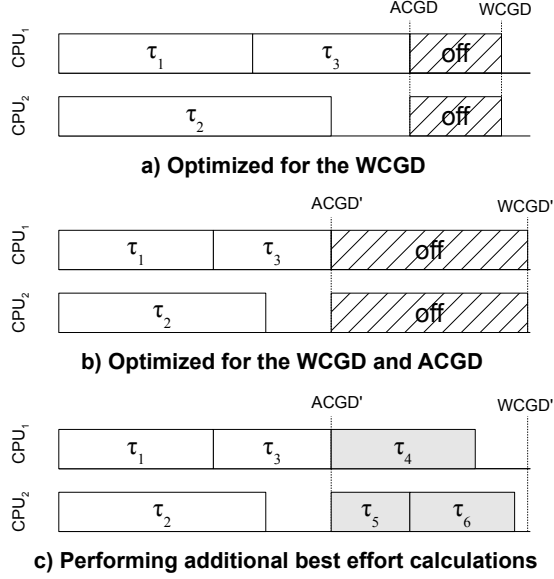 ACGD WCGD
CPU₁ τ₁ τ₃ off
CPU₂ τ₂ off
a) Optimized for the WCGD
ACGD' WCGD'
CPU₁ τ₁ τ₃ off
CPU₂ τ₂ off
b) Optimized for the WCGD and ACGD
ACGD' WCGD'
CPU₁ τ₁ τ₃ τ₄
CPU₂ τ₂ τ₅ τ₆
c) Performing additional best effort calculations